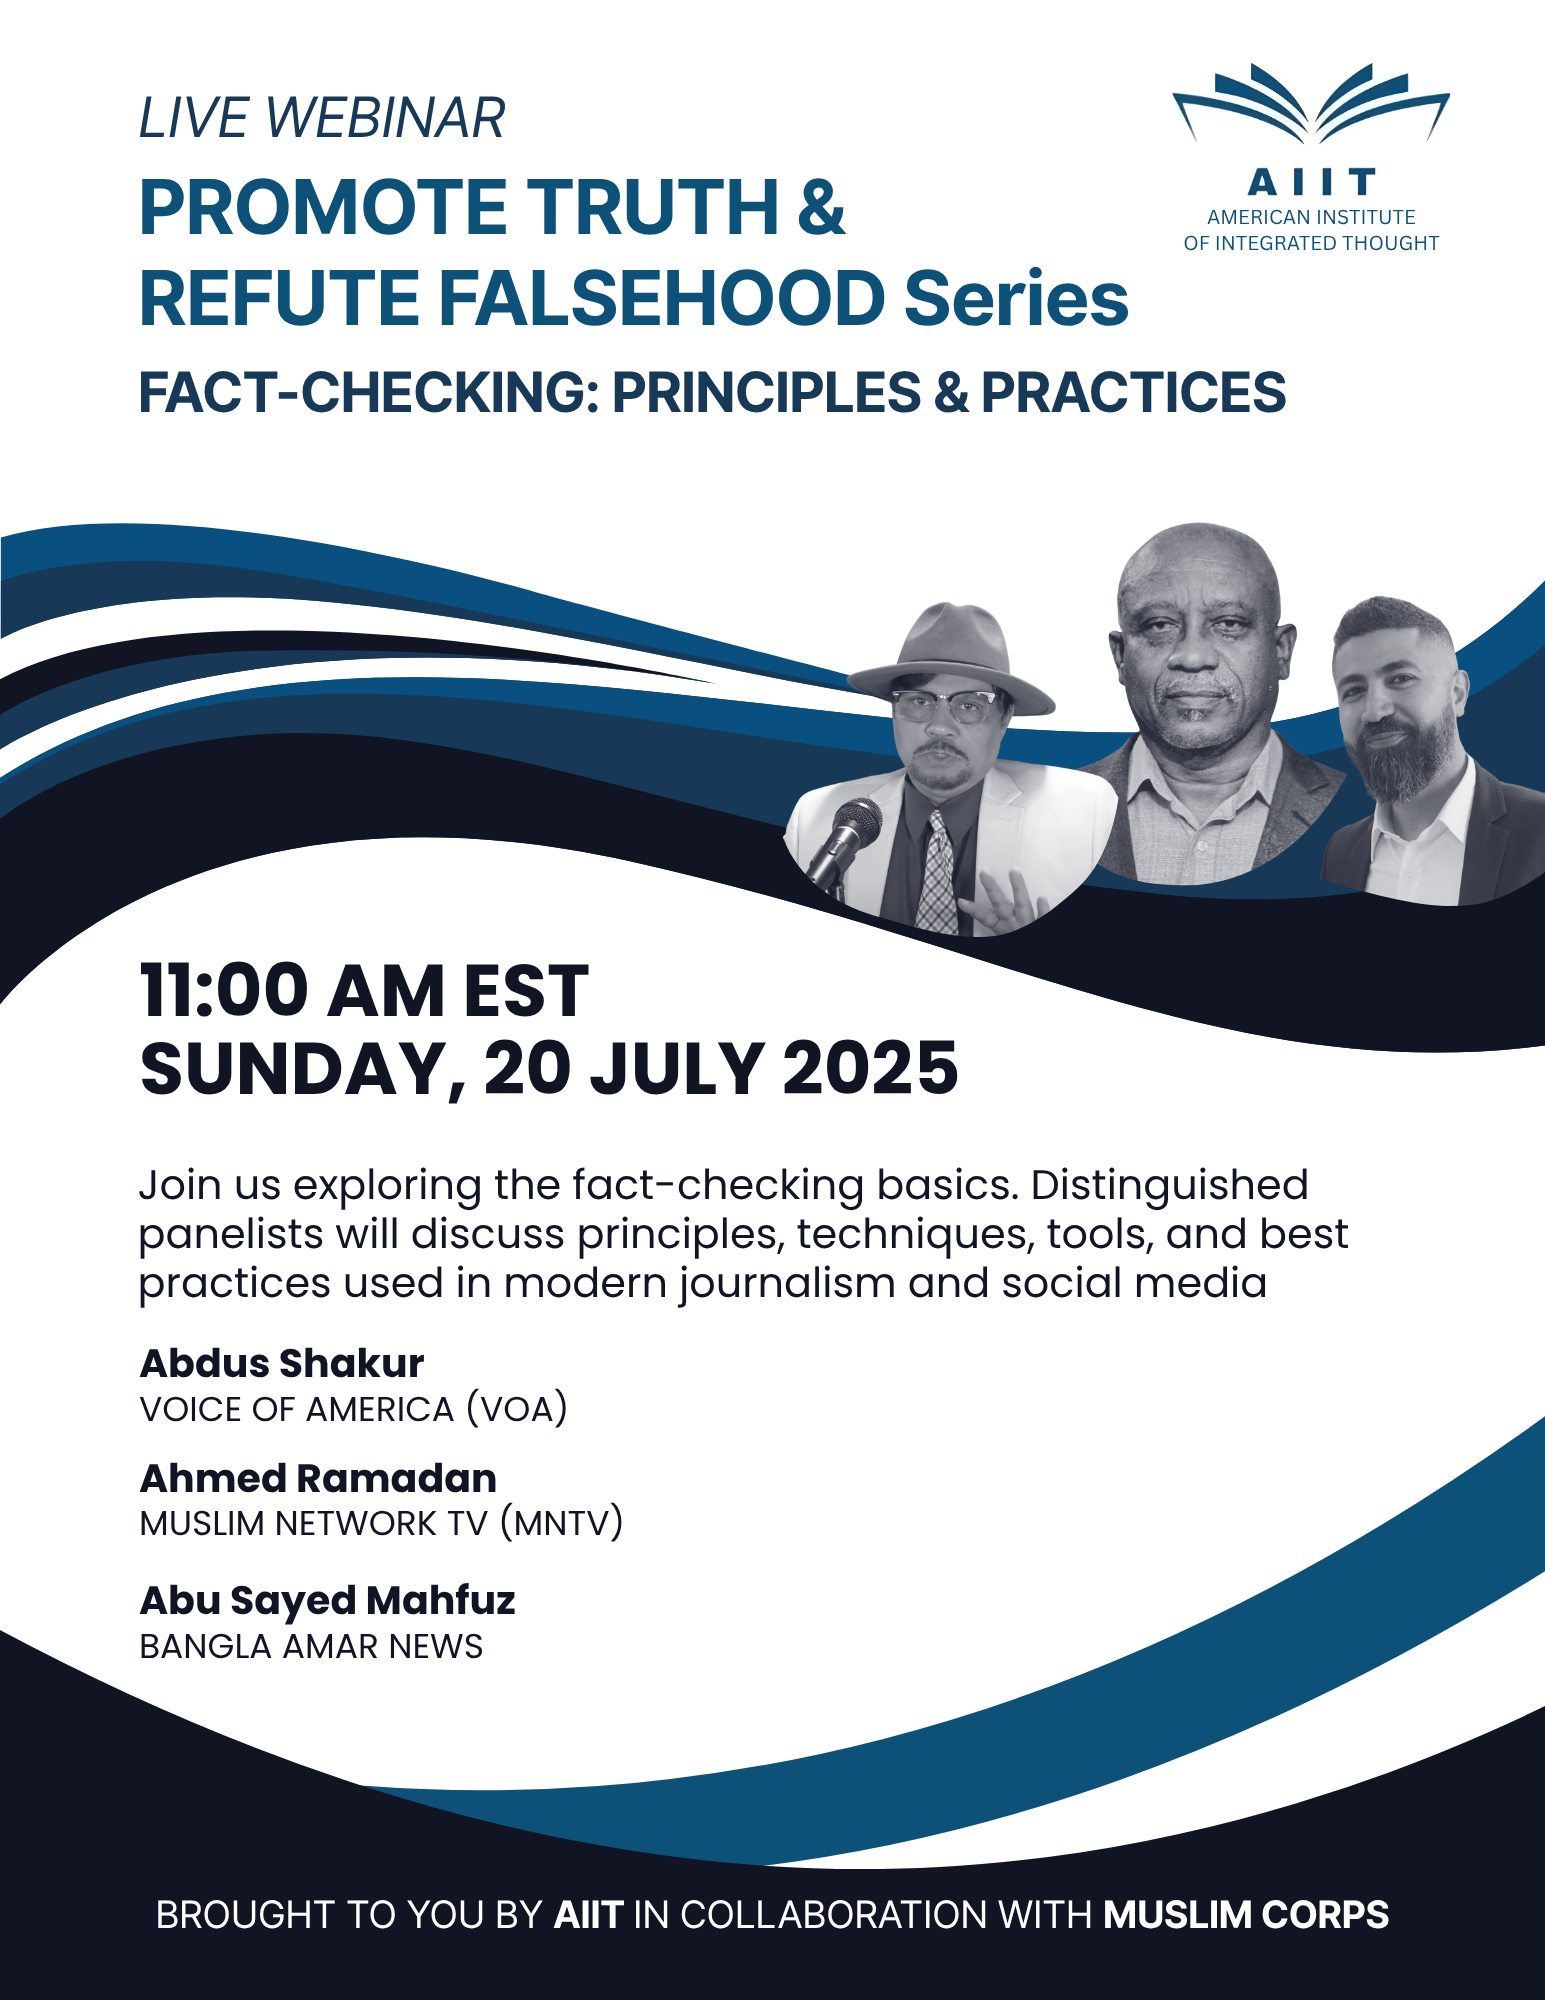 LIVE WEBINAR
PROMOTE TRUTH &
REFUTE FALSEHOOD Series
FACT-CHECKING: PRINCIPLES & PRACTICES
AIIT
AMERICAN INSTITUTE
OF INTEGRATED THOUGHT
11:00 AM EST
SUNDAY, 20 JULY 2025
Join us exploring the fact-checking basics. Distinguished
panelists will discuss principles, techniques, tools, and best
practices used in modern journalism and social media
Abdus Shakur
VOICE OF AMERICA (VOA)
Ahmed Ramadan
MUSLIM NETWORK TV (MNTV)
Abu Sayed Mahfuz
BANGLA AMAR NEWS
BROUGHT TO YOU BY AIIT IN COLLABORATION WITH MUSLIM CORPS